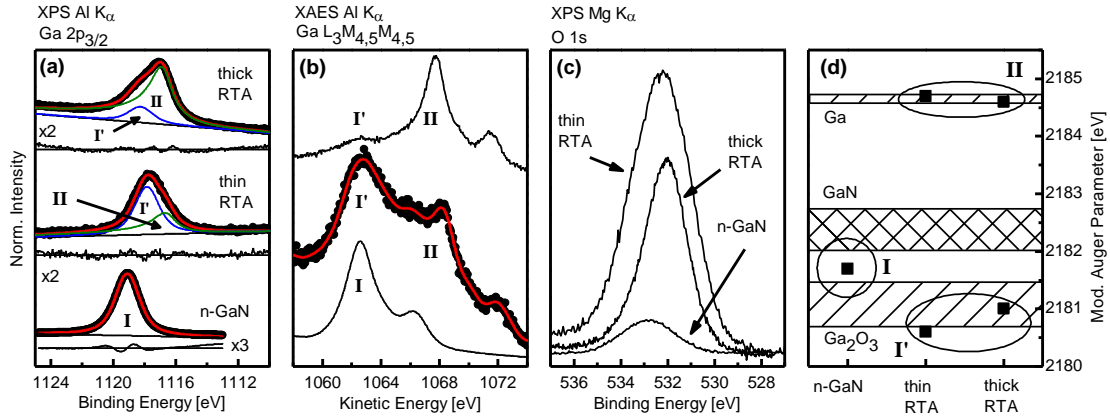 XPS Al Kα
Ga 2p3/2
XAES Al Kα
Ga L3M4,5M4,5
XPS Mg Kα
O 1s
(a)
thick
RTA
II
I'
x2
thin
RTA
II
I'
x2
n-GaN
I
x3
1124 1120 1116 1112
Binding Energy [eV]
Norm. Intensity
(b)
I'
II
I'
II
I
1060 1064 1068 1072
Kinetic Energy [eV]
(c)
thin
RTA
thick
RTA
n-GaN
536 534 532 530 528
Binding Energy [eV]
(d)
II
Ga
GaN
I
Ga2O3
I'
n-GaN
thin
RTA
thick
RTA
2185
2184
2183
2182
2181
2180
Mod. Auger Parameter [eV]